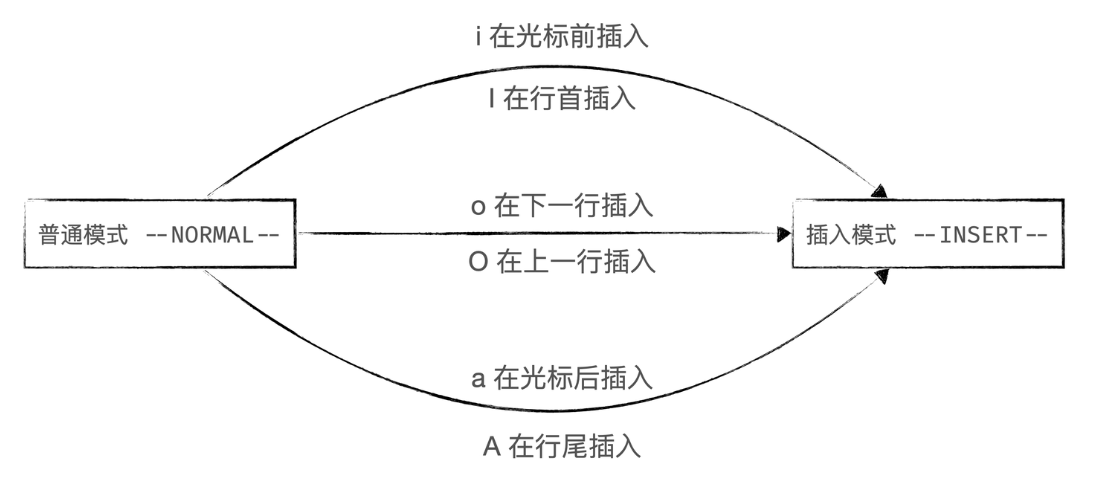 i 在光标前插入
I 在行首插入
o 在下一行插入
普通模式 --NORMAL--
插入模式 --INSERT--
O 在上一行插入
a 在光标后插入
A 在行尾插入